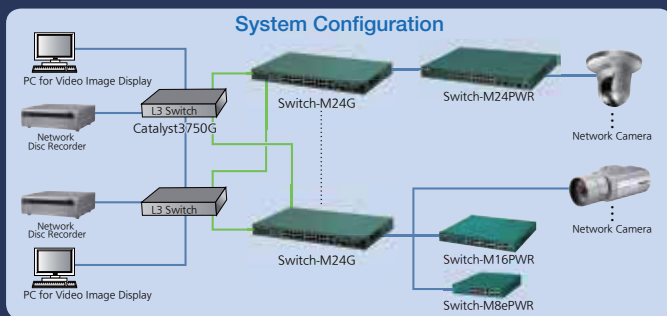 System Configuration
PC for Video Image Display
L3 Switch
Catalyst3750G
Switch-M24G
Switch-M24PWR
Network
Disc Recorder
Network Camera
L3 Switch
Network
Disc Recorder
Switch-M24G
Network Camera
Switch-M16PWR
PC for Video Image Display
Switch-M8ePWR